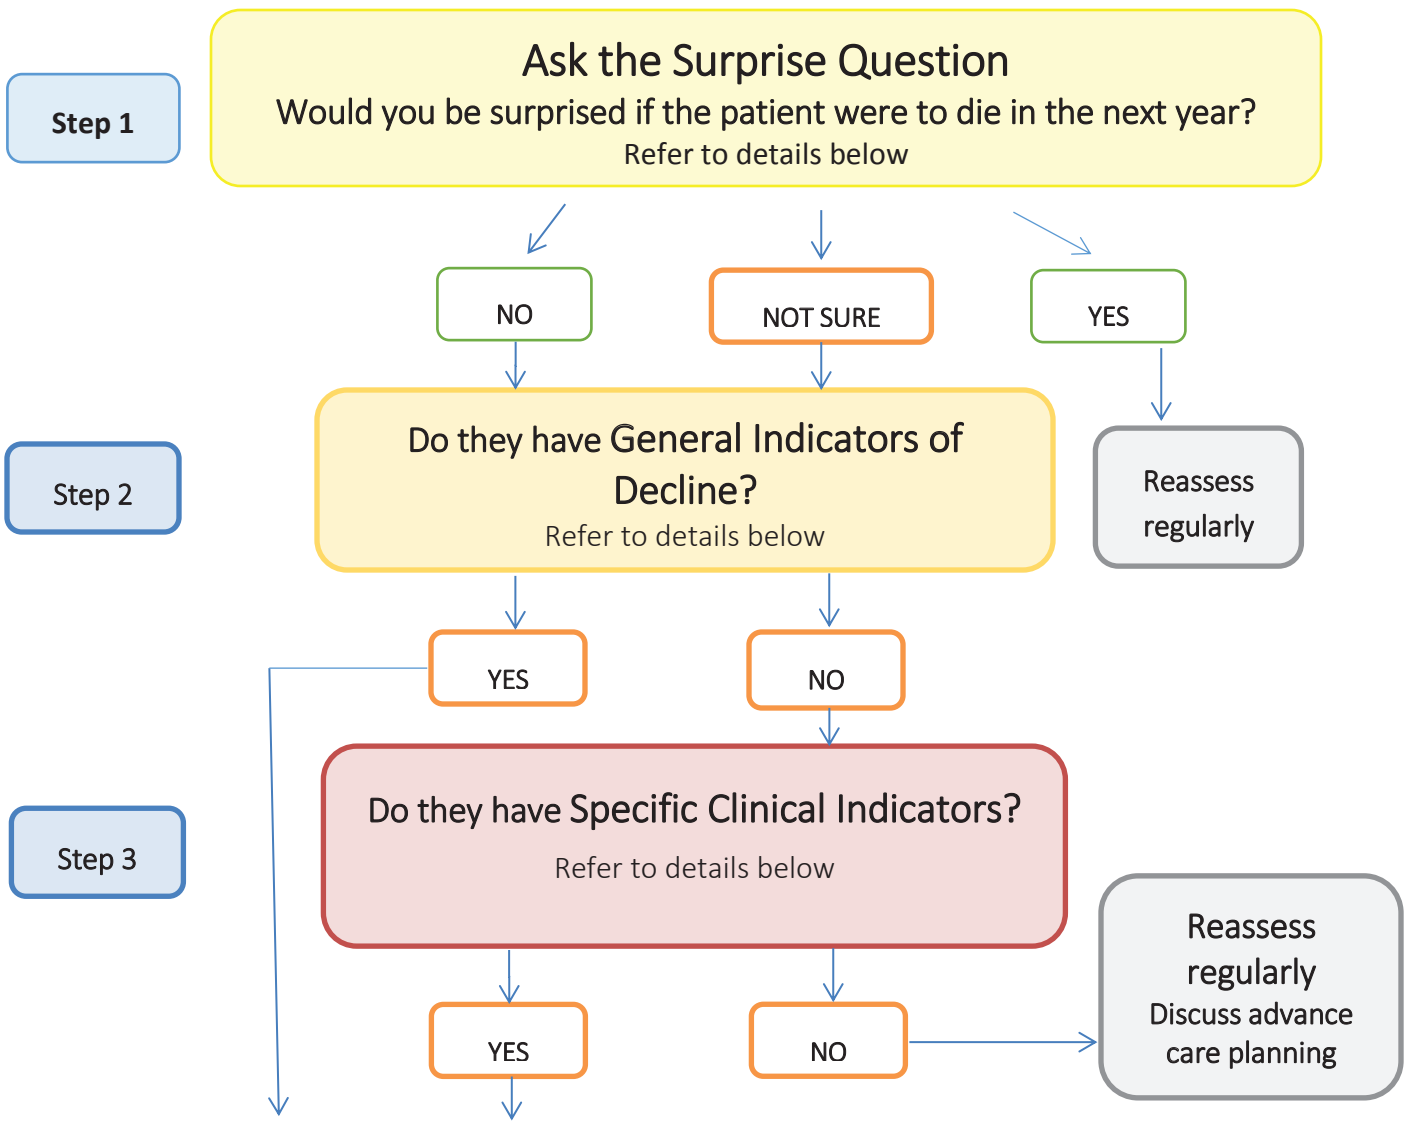 Step 1
Ask the Surprise Question
Would you be surprised if the patient were to die in the next year?
Refer to details below
NO
NOT SURE
YES
Step 2
Do they have General Indicators of
Decline?
Refer to details below
Reassess
regularly
YES
NO
Step 3
Do they have Specific Clinical Indicators?
Refer to details below
YES
NO
Reassess
regularly
Discuss advance
care planning